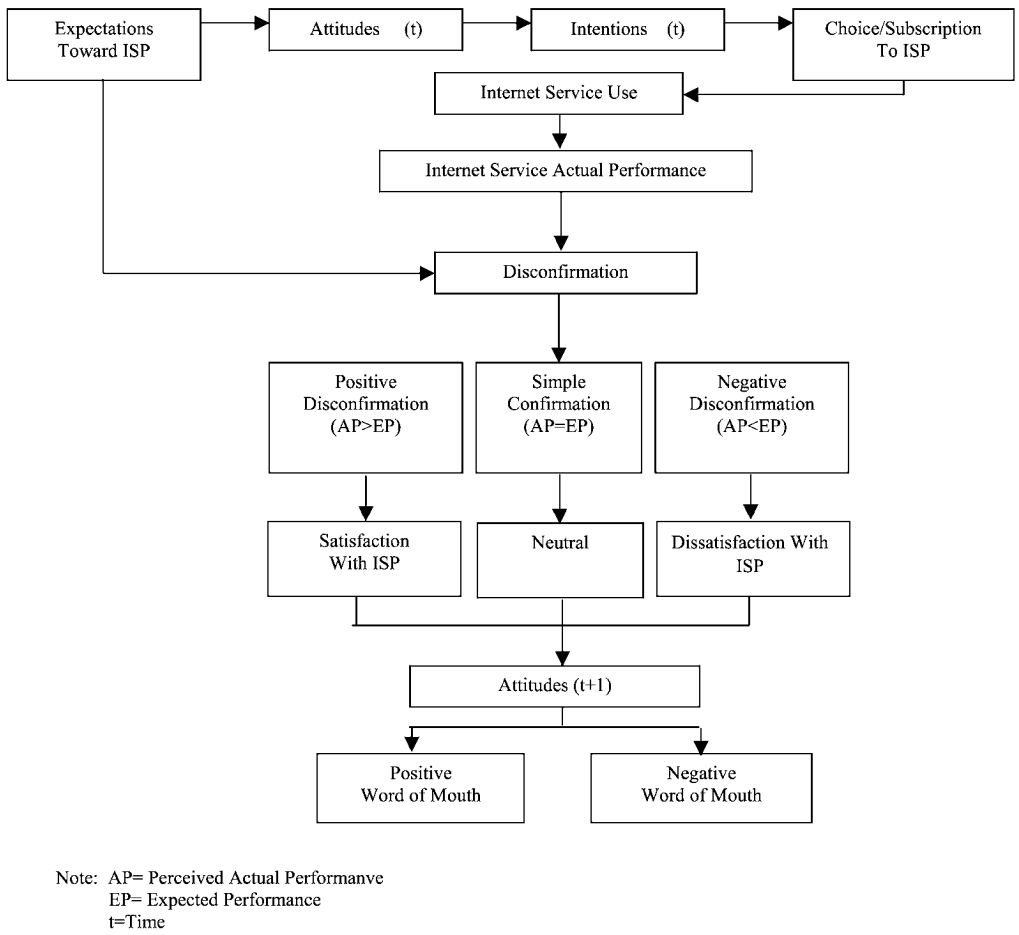 Expectations
Toward ISP
Attitudes (t)
Intentions (t)
Choice/Subscription
To ISP
Internet Service Use
Internet Service Actual Performance
Disconfirmation
Positive
Disconfirmation
(AP>EP)
Simple
Confirmation
(AP=EP)
Negative
Disconfirmation
(AP<EP)
Satisfaction
With ISP
Neutral
Dissatisfaction With
ISP
Attitudes (t+1)
Positive
Word of Mouth
Negative
Word of Mouth
Note: AP= Perceived Actual Performanve
EP= Expected Performance
t=Time